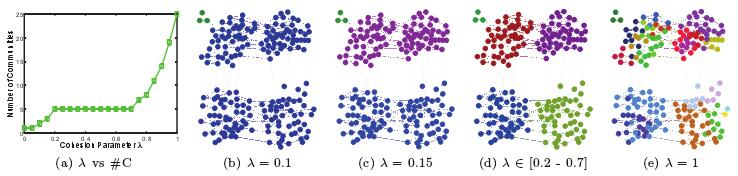 Number of Communities
25
20
15
10
5
0
0
0.2
0.4
0.6
0.8
1
Cohesion Parameter λ
(a) λ vs #C
(b) λ = 0.1
(c) λ = 0.15
(d) λ ∈ [0.2 - 0.7]
(e) λ = 1